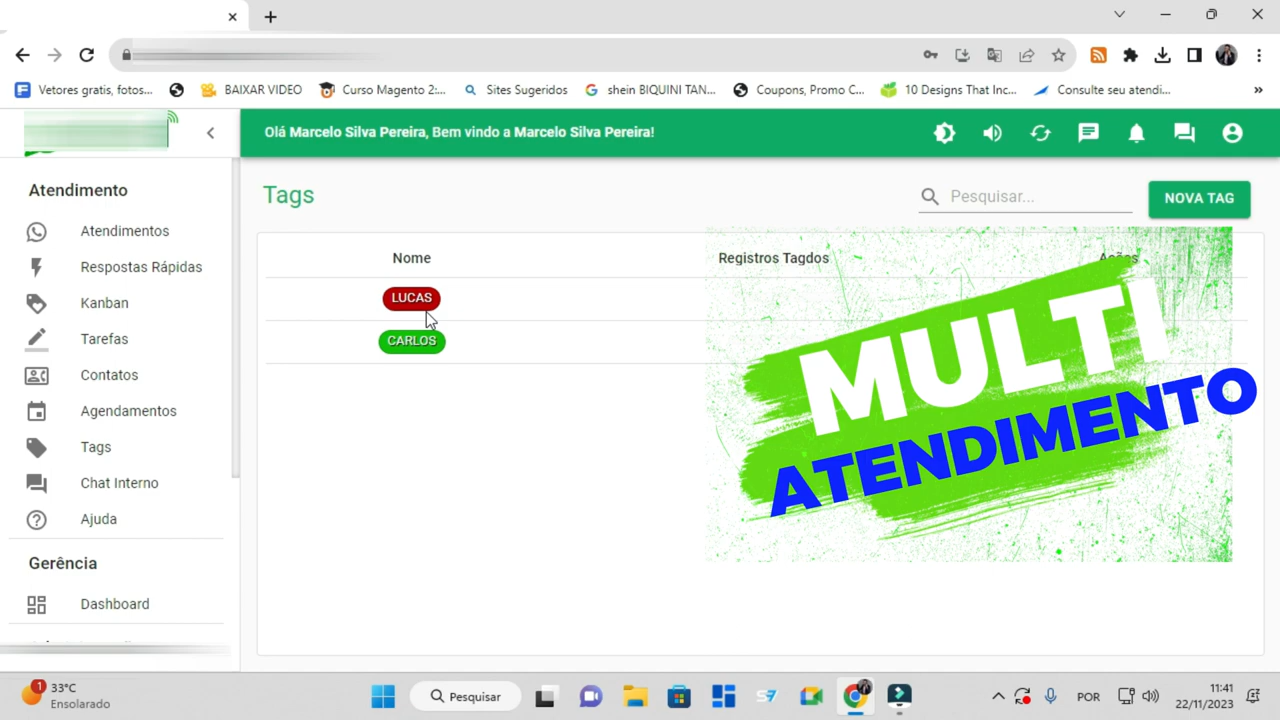 Vetores gratis, fotos...
BAIXAR VIDEO
Curso Magento 2:...
Sites Sugeridos
shein BIQUINI TAN...
Coupons, Promo C...
10 Designs That Inc...
Consulte seu atendi...
»
Olá Marcelo Silva Pereira, Bem vindo a Marcelo Silva Pereira!
Atendimento
Atendimentos
Respostas Rápidas
Kanban
Tarefas
Contatos
Agendamentos
Tags
Chat Interno
Ajuda
Gerência
Dashboard
Tags
Pesquisar...
NOVA TAG
Nome
Registros Tagdos
Ações
LUCAS
CARLOS
MULTI
ATENDIMENTO
1
33°C
Ensolarado
Pesquisar
POR
11:41
22/11/2023